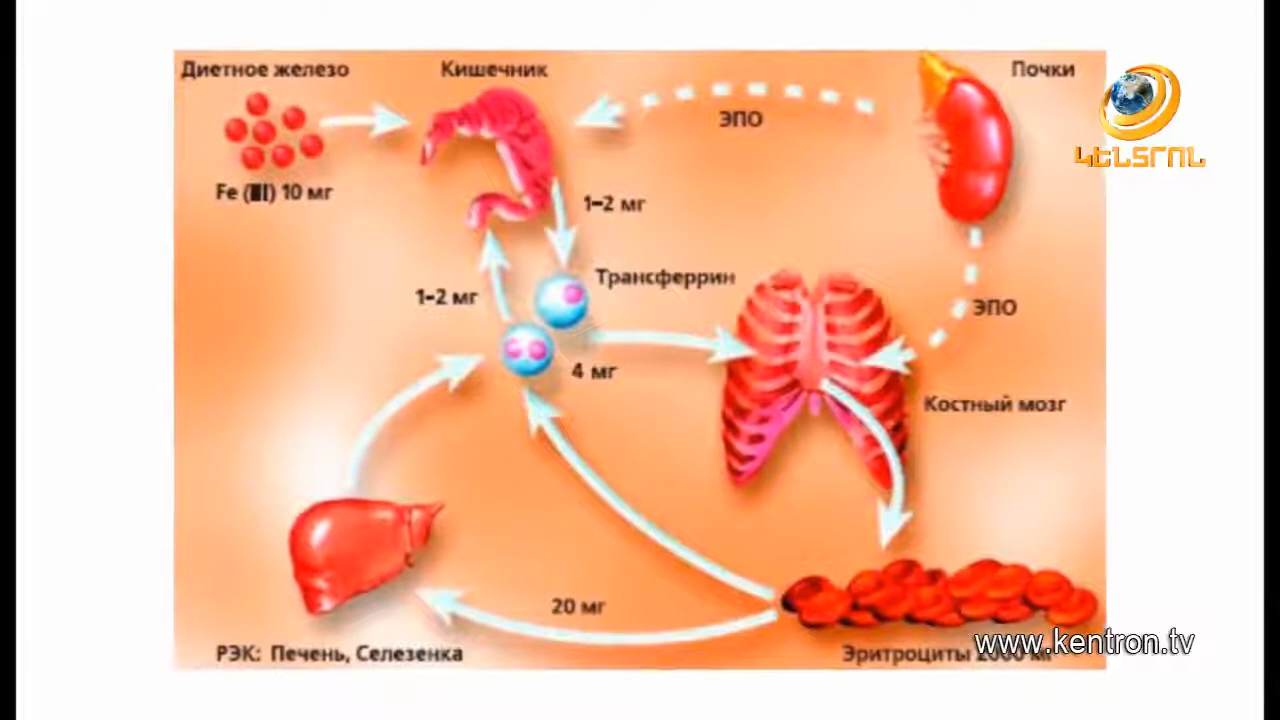 Диетное железо
Кишечник
Почки
ЭПО
ԿԵՆՏՐՈՆ
Fe (III) 10 мг
1-2 мг
Трансферрин
1-2 мг
ЭПО
4 мг
Костный мозг
20 мг
www.kentron.tv
РЭК: Печень, Селезенка
Эритроциты